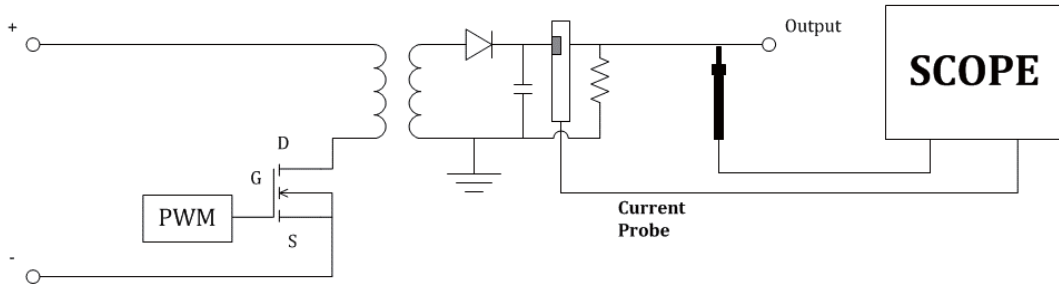 +
Output
SCOPE
D
G
PWM
S
Current
Probe
-